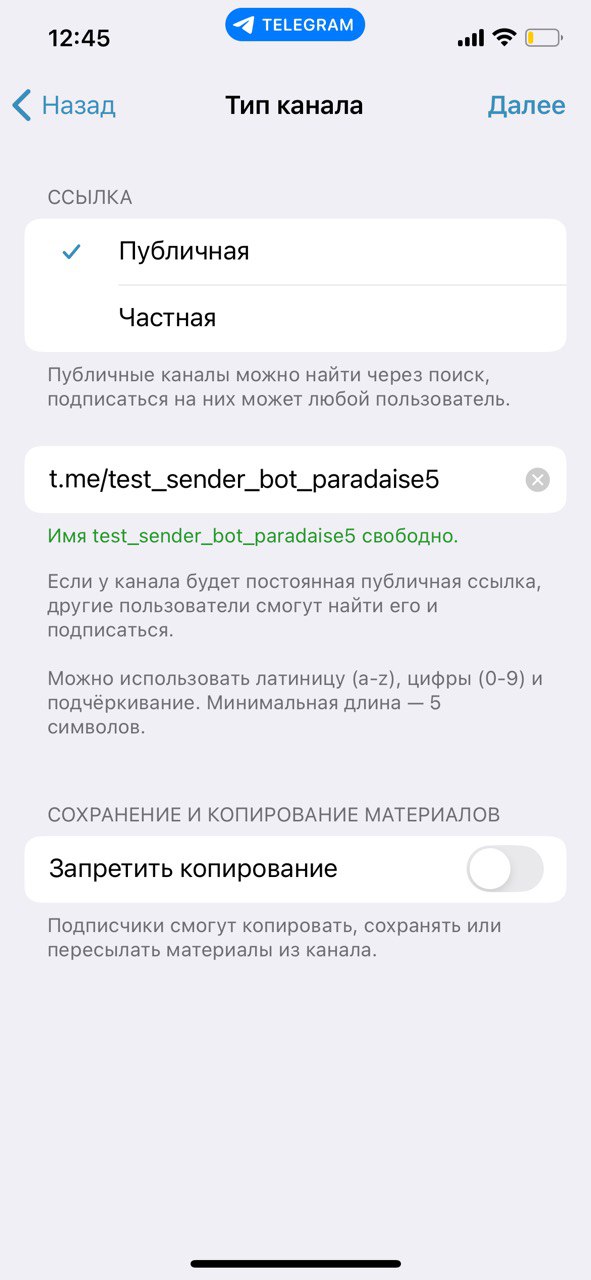 12:45
TELEGRAM
Назад
Тип канала
Далее
ССЫЛКА
Публичная
Частная
Публичные каналы можно найти через поиск,
подписаться на них может любой пользователь.
t.me/test_sender_bot_paradaise5
Имя test_sender_bot_paradaise5 свободно.
Если у канала будет постоянная публичная ссылка,
другие пользователи смогут найти его и
подписаться.
Можно использовать латиницу (a-z), цифры (0-9) и
подчёркивание. Минимальная длина — 5
символов.
СОХРАНЕНИЕ И КОПИРОВАНИЕ МАТЕРИАЛОВ
Запретить копирование
Подписчики смогут копировать, сохранять или
пересылать материалы из канала.